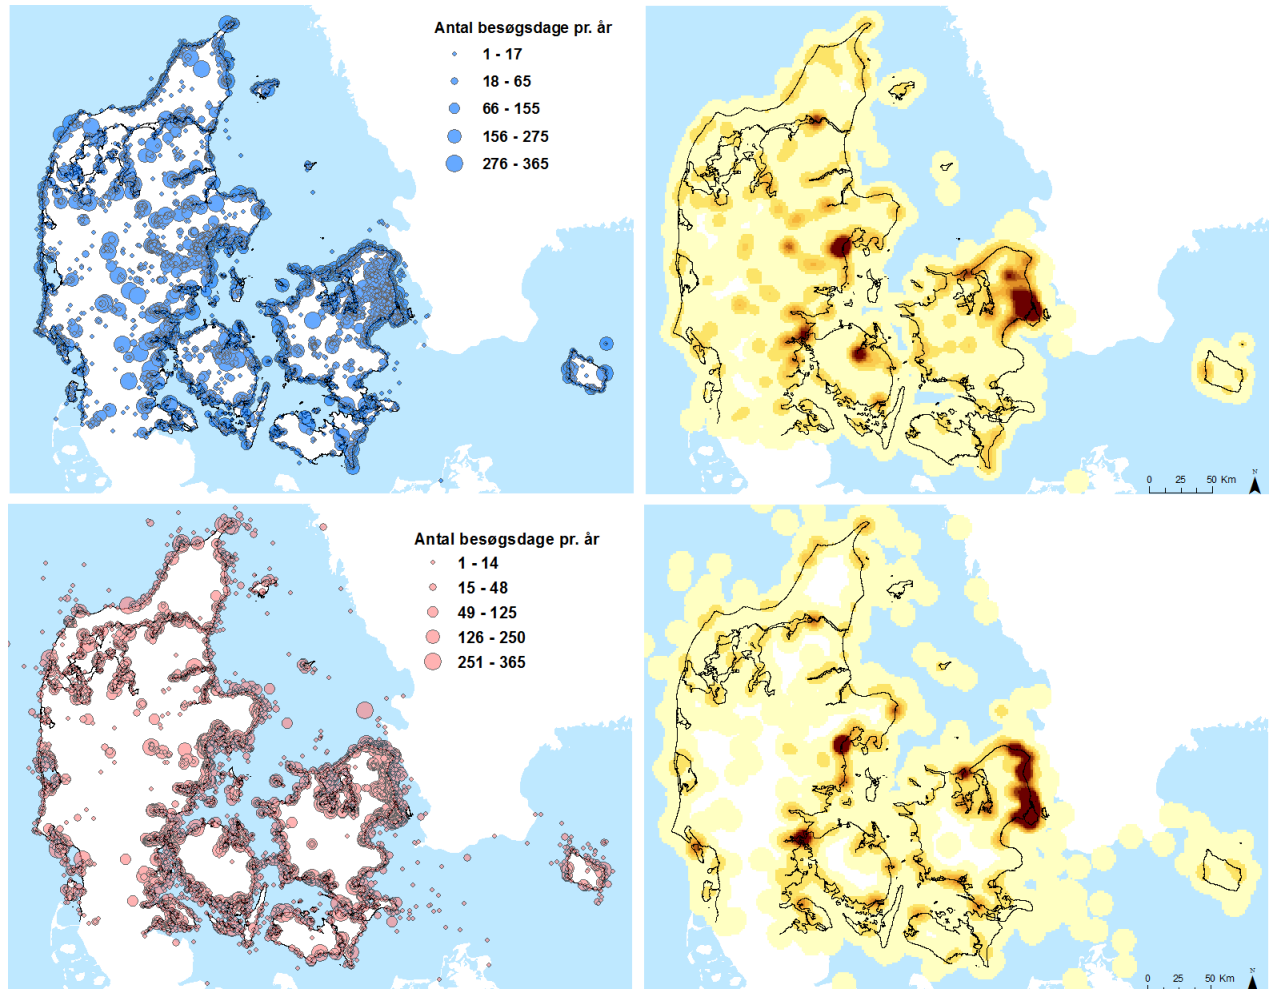 Antal besøgsdage pr. år
1 - 17
18 - 65
66 - 155
156 - 275
276 - 365
N
0 25 50 Km
Antal besøgsdage pr. år
1 - 14
15 - 48
49 - 125
126 - 250
251 - 365
N
0 25 50 Km